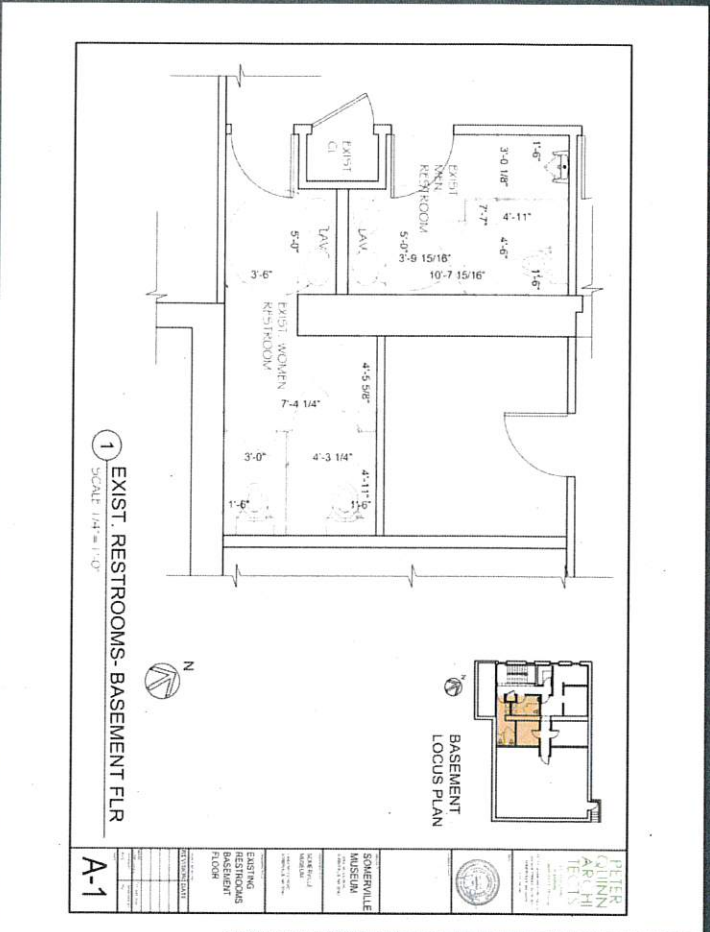 EXIST.
CL
EXIST.
MEN
RESTROOM
1'-6"
3'-0 1/8"
7'-7"
4'-11"
4'-6"
1'-6"
5'-0"
3'-9 15/16"
10'-7 15/16"
LAV.
LAV.
5'-0"
3'-6"
EXIST. WOMEN
RESTROOM
4'-5 5/8"
7'-4 1/4"
3'-0"
4'-3 1/4"
4'-11"
1'-6"
1'-6"
1
EXIST. RESTROOMS- BASEMENT FLR
SCALE 1/4" = 1'-0"
N
N
BASEMENT
LOCUS PLAN
PETER
QUINN
ARCHI
TECTS
SOMERVILLE
MUSEUM
SOMERVILLE
MUSEUM
EXISTING
RESTROOMS
BASEMENT
FLOOR
REVISION DATE
A-1